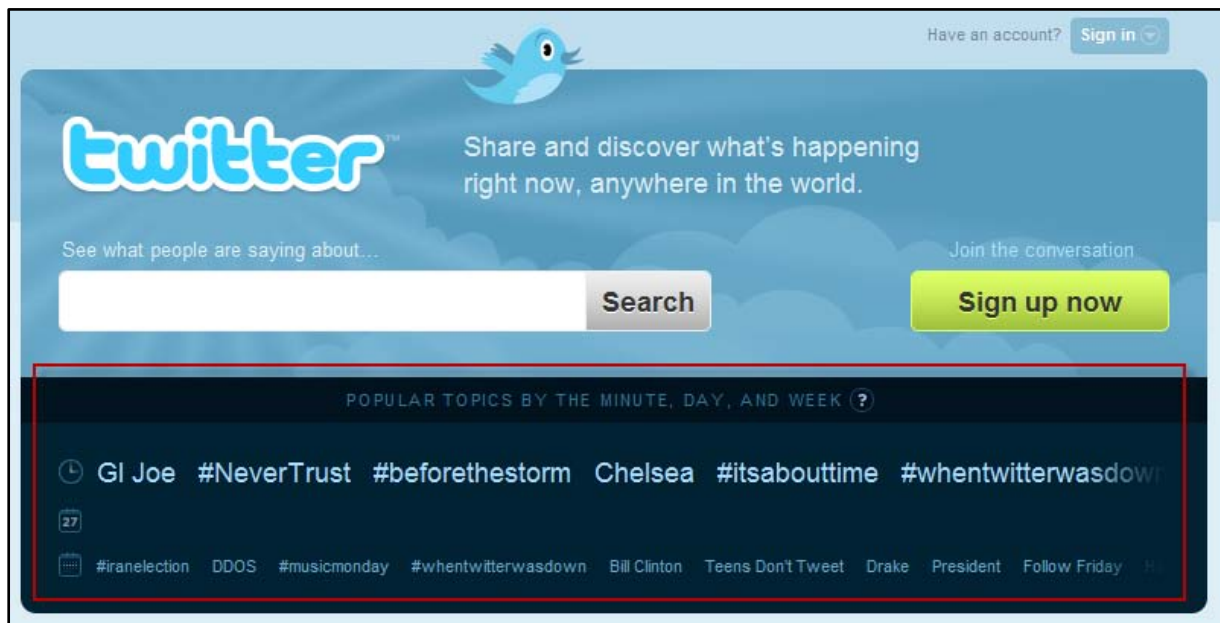 Have an account? Sign in
twitter™
Share and discover what's happening
right now, anywhere in the world.
See what people are saying about...
Join the conversation
Search
Sign up now
POPULAR TOPICS BY THE MINUTE, DAY, AND WEEK ?
GI Joe #NeverTrust #beforethestorm Chelsea #itsabouttime #whentwitterwasdown
27
#iranelection DDOS #musicmonday #whentwitterwasdown Bill Clinton Teens Don't Tweet Drake President Follow Friday